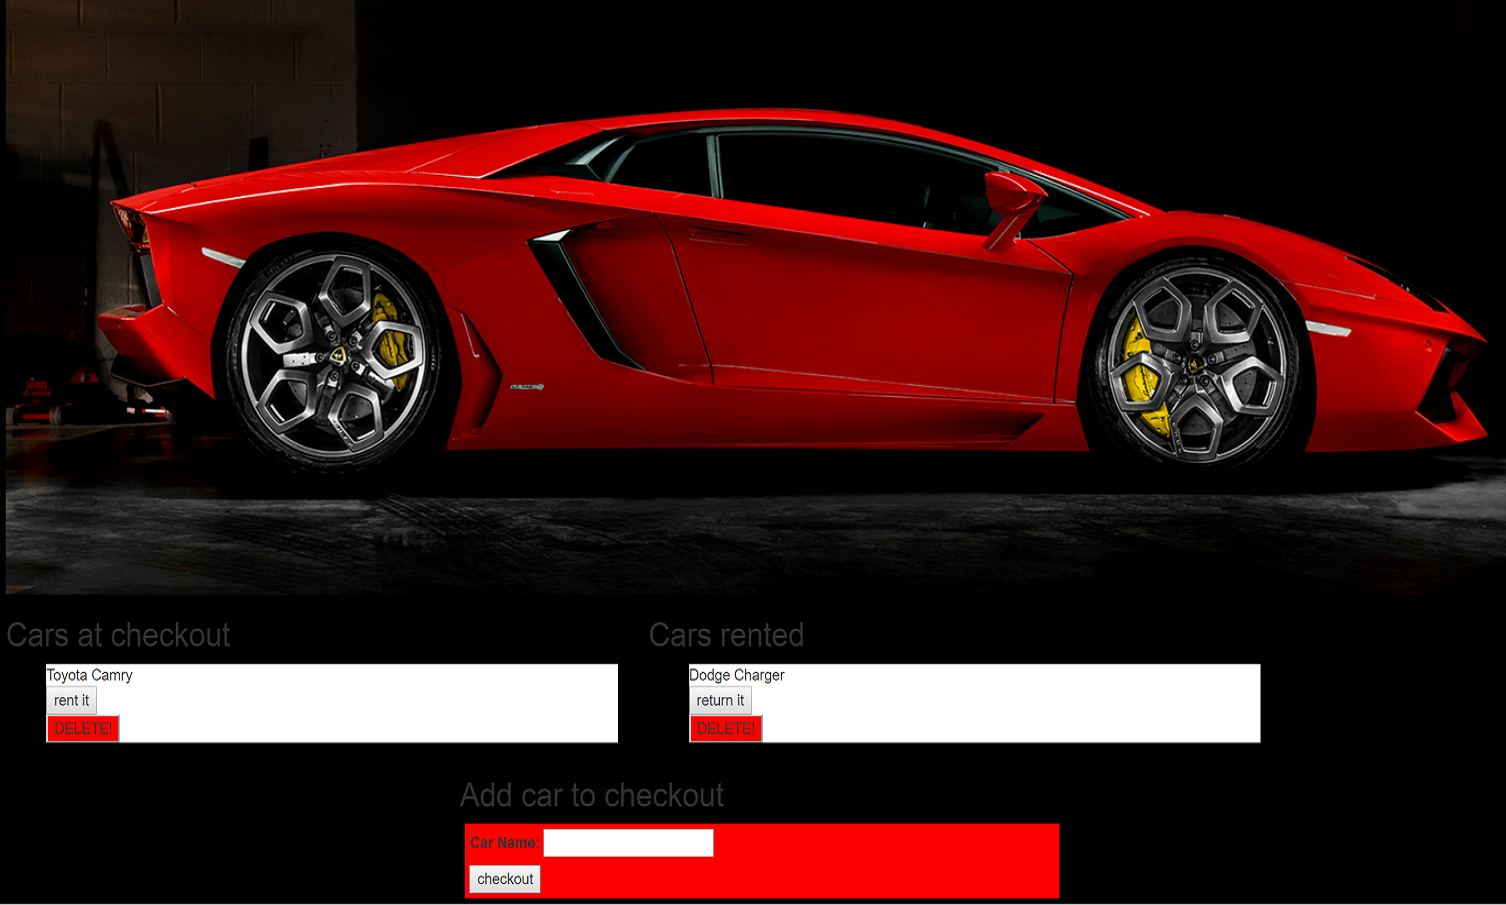 Cars at checkout
Toyota Camry
rent it
DELETE!
Cars rented
Dodge Charger
return it
DELETE!
Add car to checkout
Car Name:
checkout